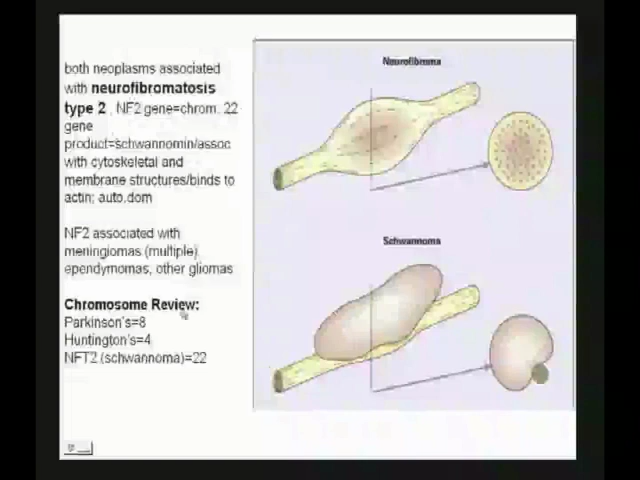 both neoplasms associated
with neurofibromatosis
type 2 , NF2 gene=chrom. 22
gene
product=schwannomin/assoc
with cytoskeletal and
membrane structures/binds to
actin; auto.dom
NF2 associated with
meningiomas (multiple)
ependymomas, other gliomas
Chromosome Review:
Parkinson's=8
Huntington's=4
NFT2 (schwannoma)=22
Neurofibroma
Schwannoma